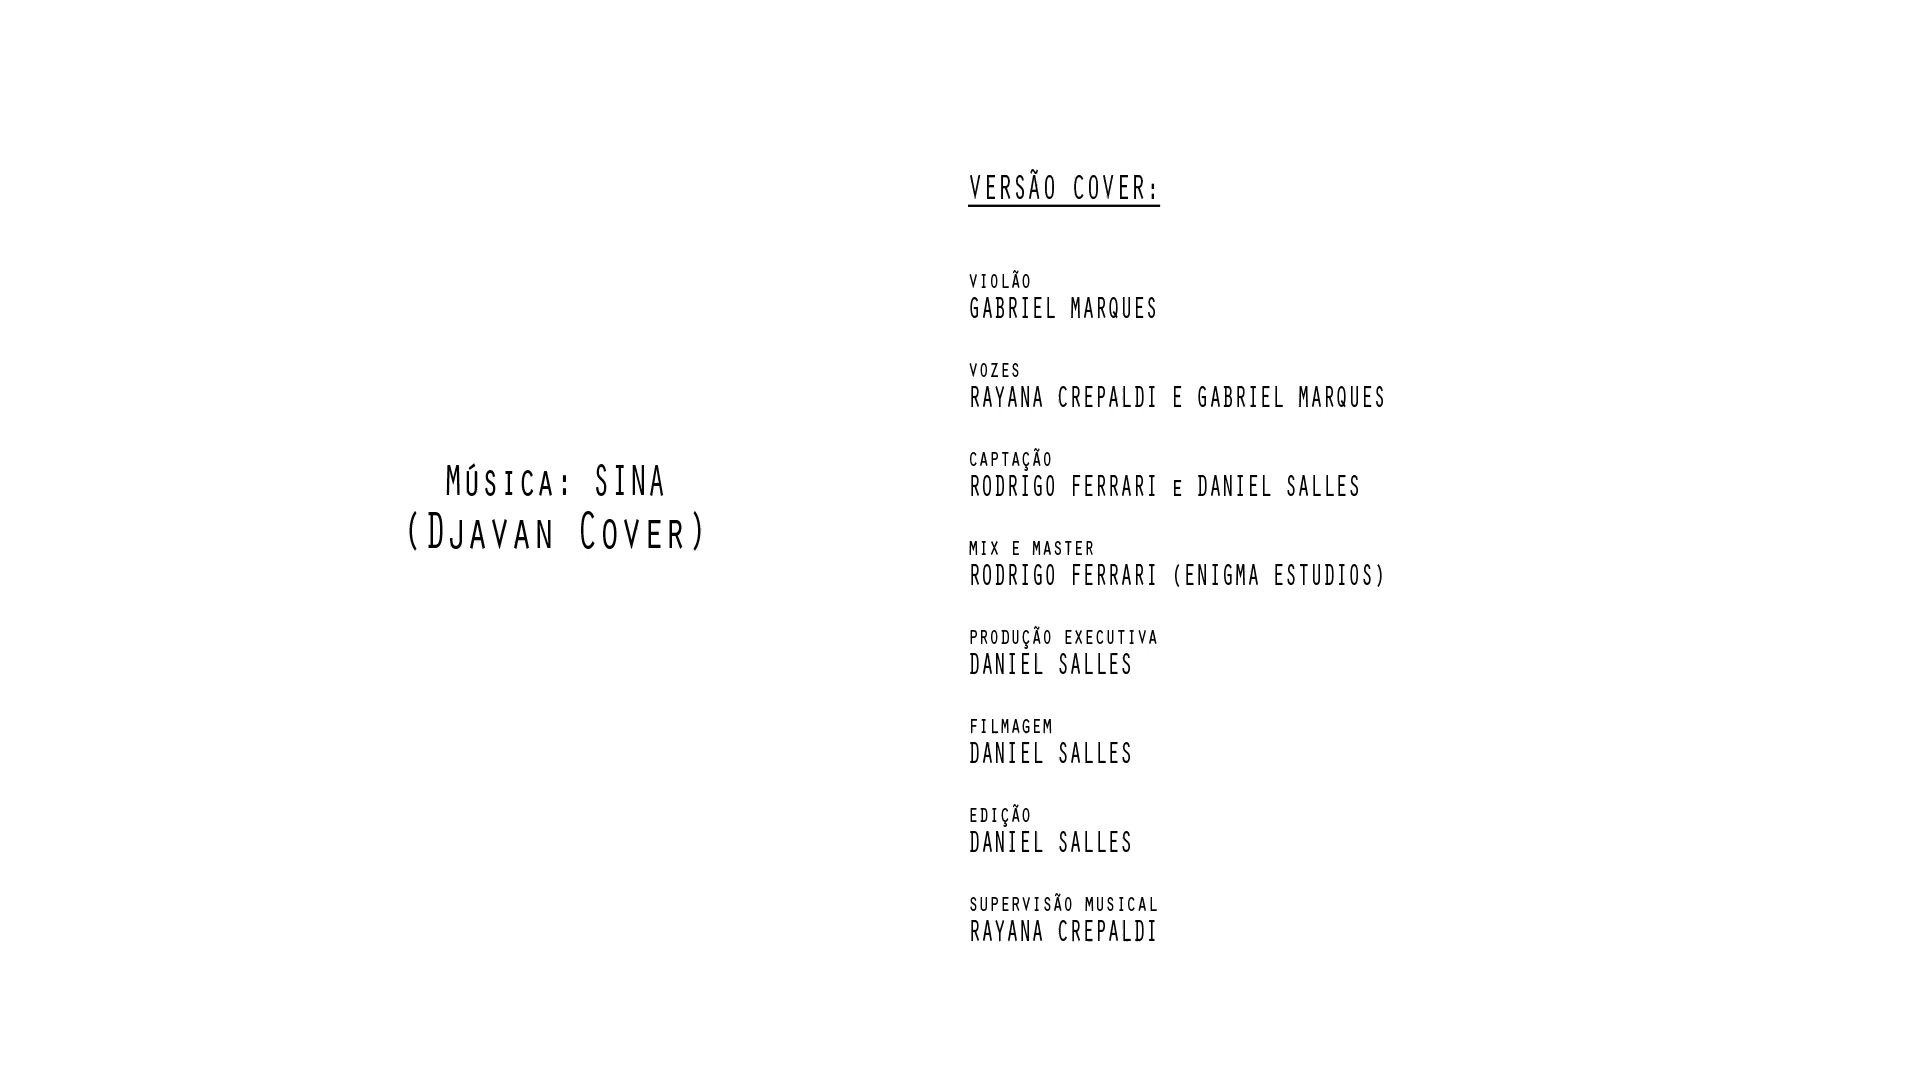 Música: SINA
(Djavan Cover)
VERSÃO COVER:
VIOLÃO
GABRIEL MARQUES
VOZES
RAYANA CREPALDI E GABRIEL MARQUES
CAPTAÇÃO
RODRIGO FERRARI E DANIEL SALLES
MIX E MASTER
RODRIGO FERRARI (ENIGMA ESTUDIOS)
PRODUÇÃO EXECUTIVA
DANIEL SALLES
FILMAGEM
DANIEL SALLES
EDIÇÃO
DANIEL SALLES
SUPERVISÃO MUSICAL
RAYANA CREPALDI